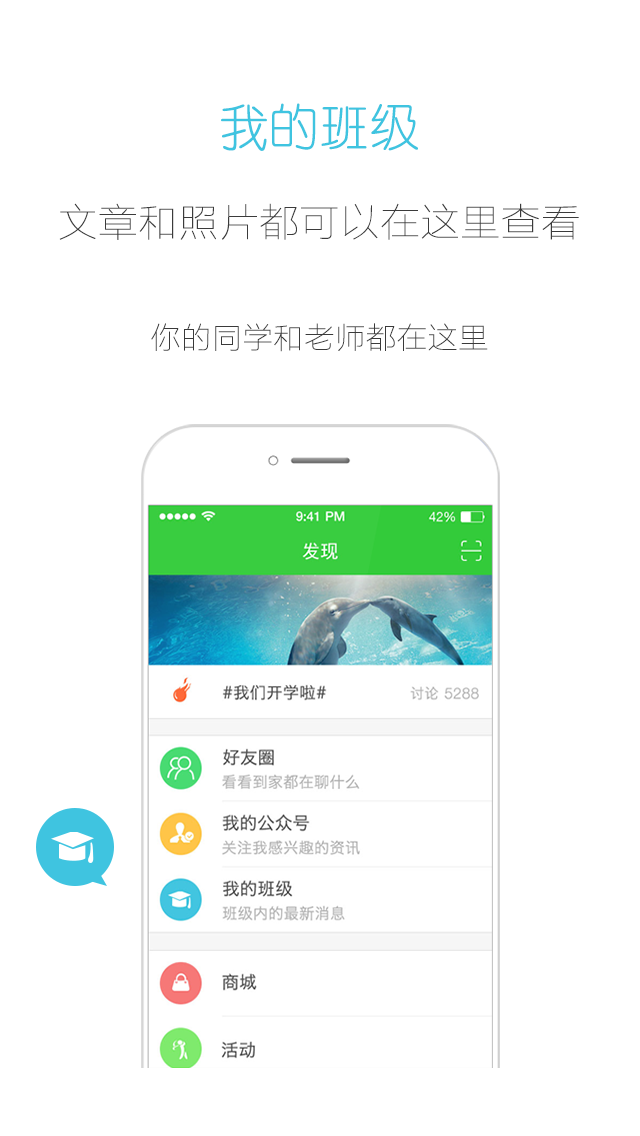 我的班级
文章和照片都可以在这里查看
你的同学和老师都在这里
9:41 PM
42%
发现
#我们开学啦#
讨论 5288
好友圈
看看到家都在聊什么
我的公众号
关注我感兴趣的资讯
我的班级
班级内的最新消息
商城
活动